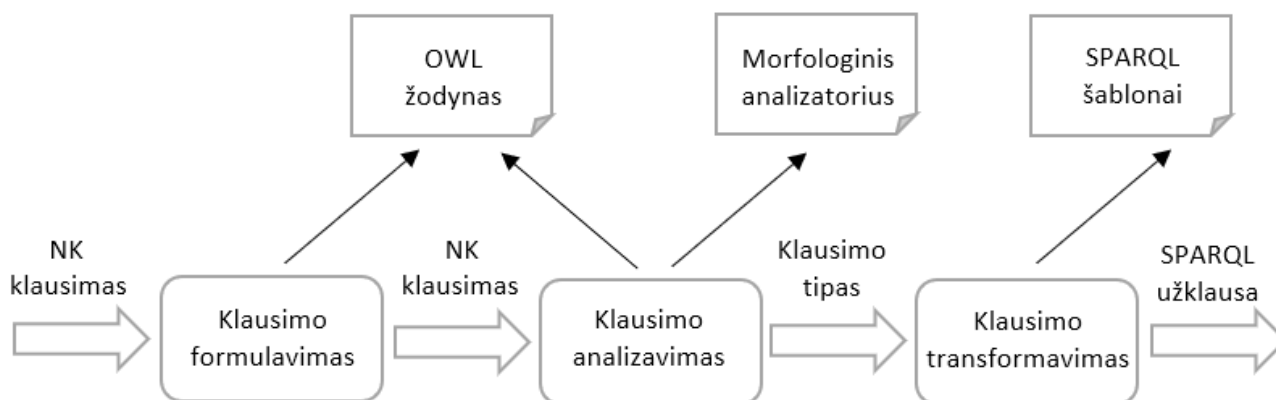 OWL
žodynas
Morfologinis
analizatorius
SPARQL
šablonai
NK
klausimas
Klausimo
formulavimas
NK
klausimas
Klausimo
analizavimas
Klausimo
tipas
Klausimo
transformavimas
SPARQL
užklausa